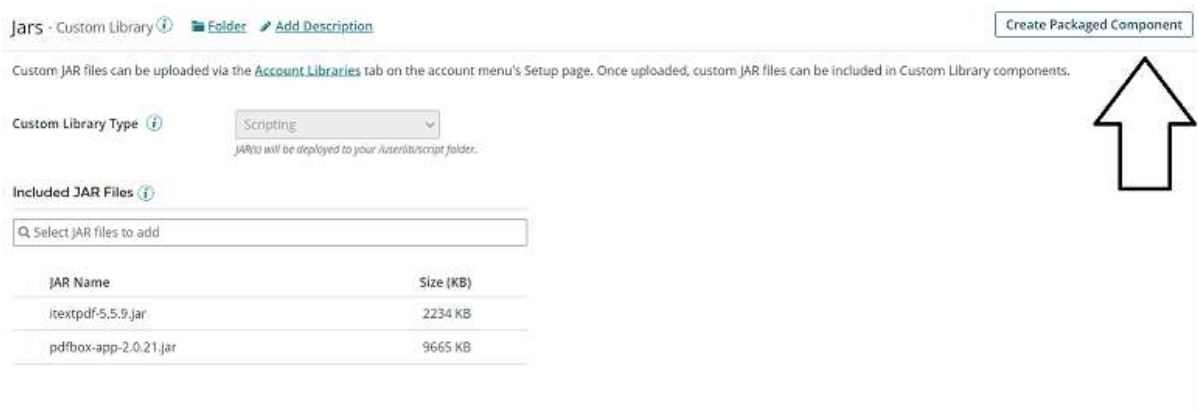 Jars - Custom Library Folder Add Description Create Packaged Component
Custom JAR files can be uploaded via the Account Libraries tab on the account menu's Setup page. Once uploaded, custom JAR files can be included in Custom Library components.
Custom Library Type Scripting
JAR(s) will be deployed to your /userlib/script folder.
Included JAR Files
Select JAR files to add
JAR Name Size (KB)
itextpdf-5.5.9.jar 2234 KB
pdfbox-app-2.0.21.jar 9665 KB